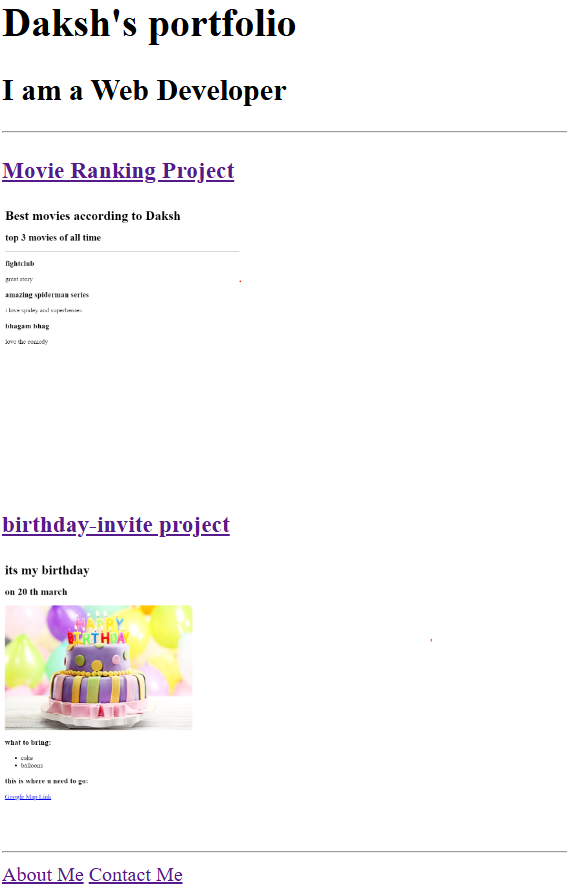 Daksh's portfolio
I am a Web Developer
Movie Ranking Project
Best movies according to Daksh
top 3 movies of all time
fightclub
great story
amazing spiderman series
i love spidey and superheroes
bhagam bhag
love the comedy
birthday-invite project
its my birthday
on 20 th march
HAPPY
BIRTHDAY
what to bring:
cake
balloons
this is where u need to go:
Google Map Link
About Me Contact Me